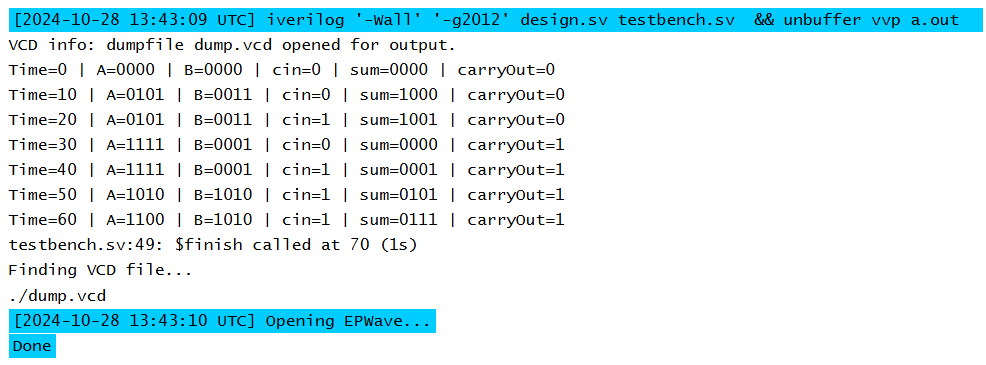 [2024-10-28 13:43:09 UTC] iverilog '-Wall' '-g2012' design.sv testbench.sv && unbuffer vvp a.out
VCD info: dumpfile dump.vcd opened for output.
Time=0 | A=0000 | B=0000 | cin=0 | sum=0000 | carryOut=0
Time=10 | A=0101 | B=0011 | cin=0 | sum=1000 | carryOut=0
Time=20 | A=0101 | B=0011 | cin=1 | sum=1001 | carryOut=0
Time=30 | A=1111 | B=0001 | cin=0 | sum=0000 | carryOut=1
Time=40 | A=1111 | B=0001 | cin=1 | sum=0001 | carryOut=1
Time=50 | A=1010 | B=1010 | cin=1 | sum=0101 | carryOut=1
Time=60 | A=1100 | B=1010 | cin=1 | sum=0111 | carryOut=1
testbench.sv:49: $finish called at 70 (1s)
Finding VCD file...
./dump.vcd
[2024-10-28 13:43:10 UTC] Opening EPWave...
Done